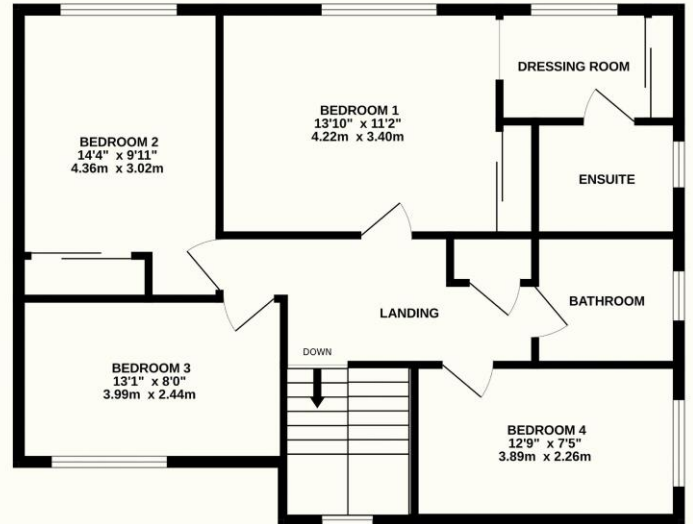 DRESSING ROOM
BEDROOM 1
13'10" x 11'2"
4.22m x 3.40m
BEDROOM 2
14'4" x 9'11"
4.36m x 3.02m
ENSUITE
BATHROOM
LANDING
DOWN
BEDROOM 3
13'1" x 8'0"
3.99m x 2.44m
BEDROOM 4
12'9" x 7'5"
3.89m x 2.26m